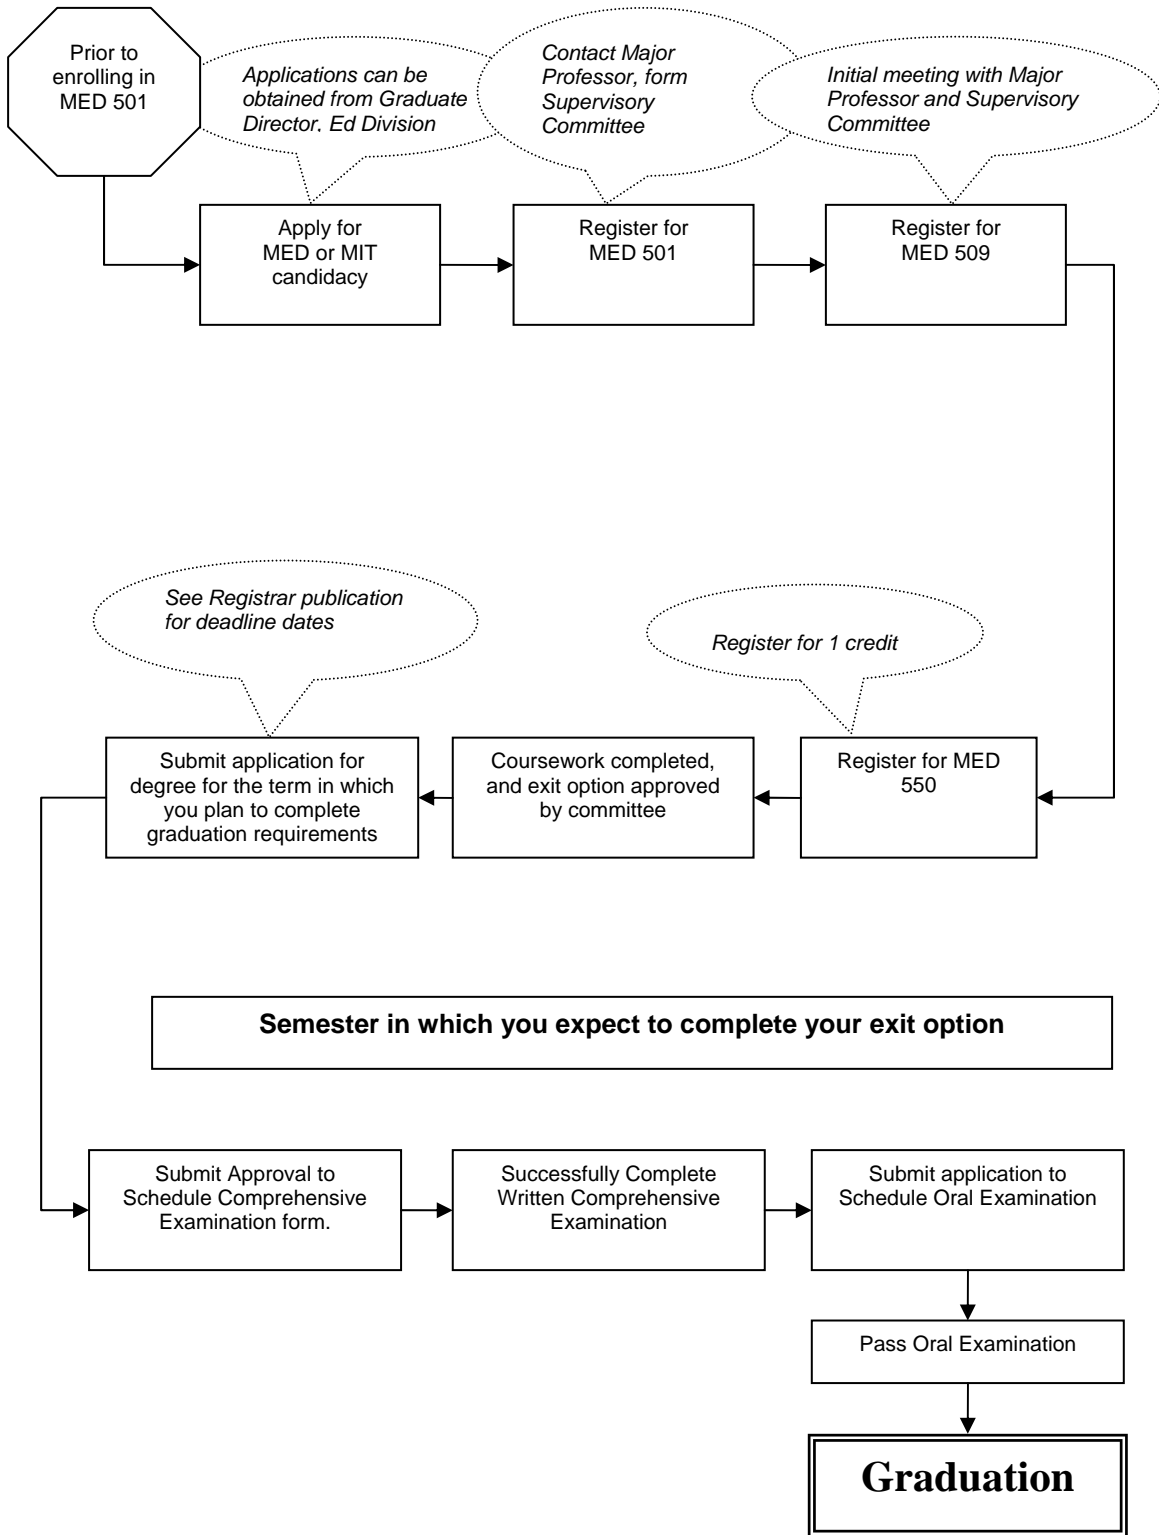 Prior to
enrolling in
MED 501
Applications can be
obtained from Graduate
Director, Ed Division
Contact Major
Professor, form
Supervisory
Committee
Initial meeting with Major
Professor and Supervisory
Committee
Apply for
MED or MIT
candidacy
Register for
MED 501
Register for
MED 509
See Registrar publication
for deadline dates
Register for 1 credit
Submit application for
degree for the term in which
you plan to complete
graduation requirements
Coursework completed,
and exit option approved
by committee
Register for MED
550
Semester in which you expect to complete your exit option
Submit Approval to
Schedule Comprehensive
Examination form.
Successfully Complete
Written Comprehensive
Examination
Submit application to
Schedule Oral Examination
Pass Oral Examination
Graduation